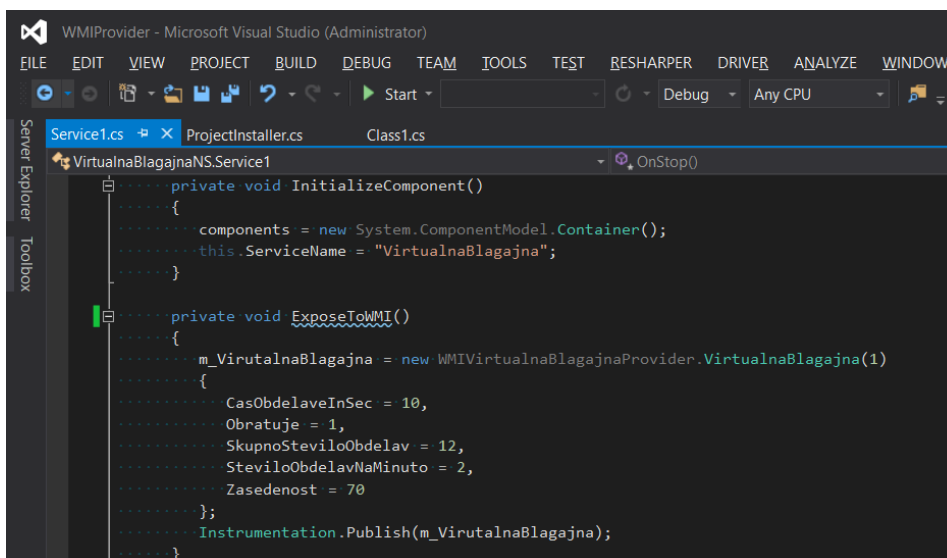 WMIProvider - Microsoft Visual Studio (Administrator)
FILE EDIT VIEW PROJECT BUILD DEBUG TEAM TOOLS TEST RESHARPER DRIVER ANALYZE WINDOW
Start Debug Any CPU
Server Explorer
Toolbox
Service1.cs ProjectInstaller.cs Class1.cs
VirtualnaBlagajnaNS.Service1 OnStop()
private void InitializeComponent()
{
components = new System.ComponentModel.Container();
this.ServiceName = "VirtualnaBlagajna";
}
private void ExposeToWMI()
{
m_VirutalnaBlagajna = new WMIVirtualnaBlagajnaProvider.VirtualnaBlagajna(1)
{
CasObdelaveInSec = 10,
Obratuje = 1,
SkupnoSteviloObdelav = 12,
SteviloObdelavNaMinuto = 2,
Zasedenost = 70
};
Instrumentation.Publish(m_VirutalnaBlagajna);
}